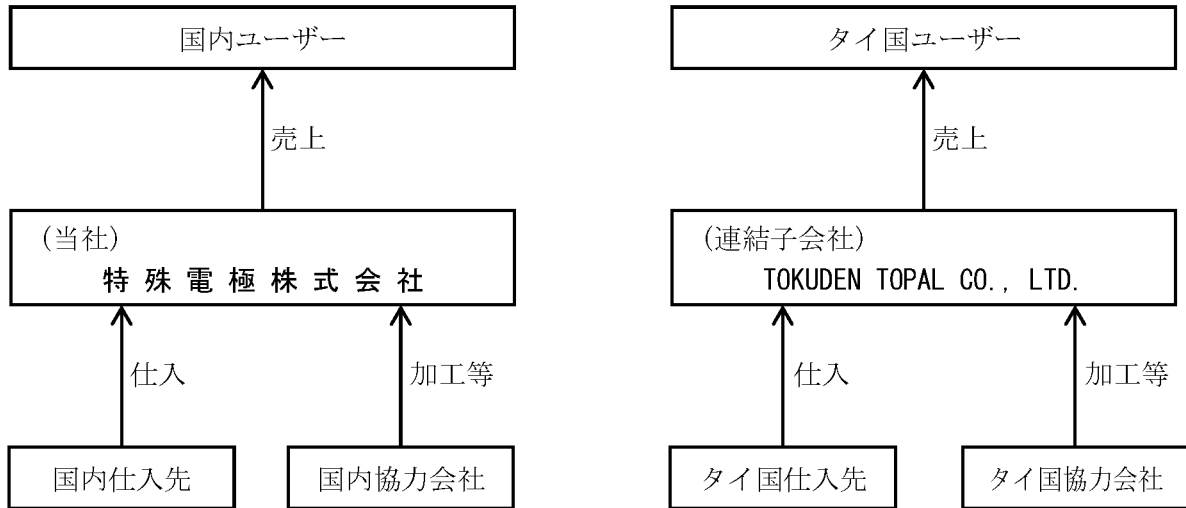 国内ユーザー
タイ国ユーザー
売上
売上
(当社)
特殊電極株式会社
(連結子会社)
TOKUDEN TOPAL CO., LTD.
仕入
加工等
仕入
加工等
国内仕入先
国内協力会社
タイ国仕入先
タイ国協力会社